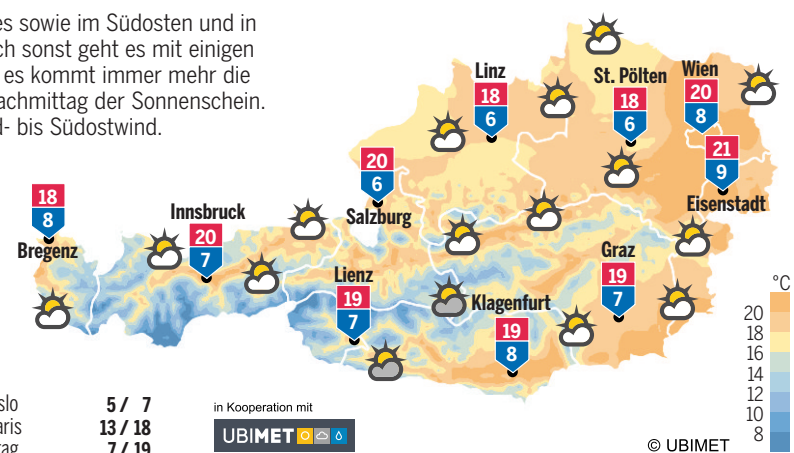 es sowie im Südosten und in
ch sonst geht es mit einigen
es kommt immer mehr die
achmittag der Sonnenschein.
d- bis Südostwind.
Linz
18
6
St. Pölten
18
6
Wien
20
8
21
9
Eisenstadt
20
6
Salzburg
18
8
Bregenz
Innsbruck
20
7
Lienz
19
7
Klagenfurt
19
8
Graz
19
7
°C
20
18
16
14
12
10
8
slo 5 / 7
aris 13 / 18
rag 7 / 19
in Kooperation mit
UBIMET
© UBIMET